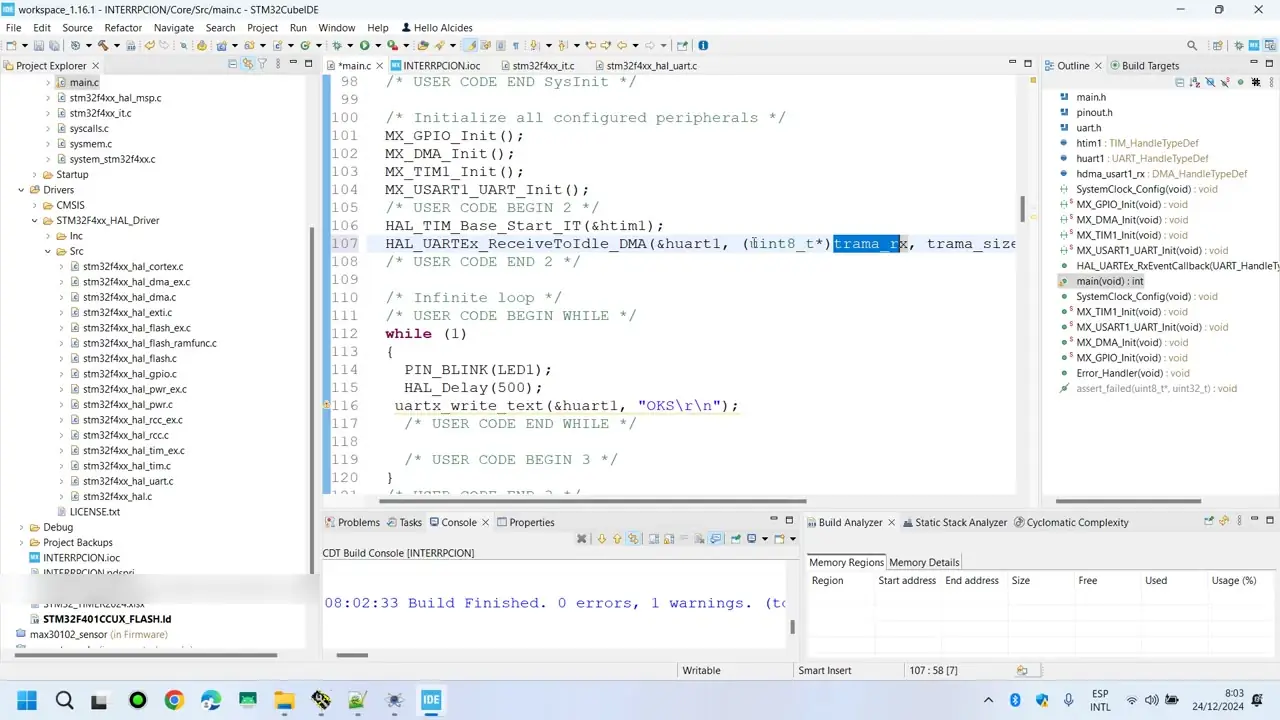 workspace_1.16.1 - INTERRPCION/Core/Src/main.c - STM32CubeIDE
File Edit Source Refactor Navigate Search Project Run Window Help Hello Alcides
Project Explorer
main.c
stm32f4xx_hal_msp.c
stm32f4xx_it.c
syscalls.c
sysmem.c
system_stm32f4xx.c
Startup
Drivers
CMSIS
STM32F4xx_HAL_Driver
Inc
Src
stm32f4xx_hal_cortex.c
stm32f4xx_hal_dma_ex.c
stm32f4xx_hal_dma.c
stm32f4xx_hal_exti.c
stm32f4xx_hal_flash_ex.c
stm32f4xx_hal_flash_ramfunc.c
stm32f4xx_hal_flash.c
stm32f4xx_hal_gpio.c
stm32f4xx_hal_pwr_ex.c
stm32f4xx_hal_pwr.c
stm32f4xx_hal_rcc_ex.c
stm32f4xx_hal_rcc.c
stm32f4xx_hal_tim_ex.c
stm32f4xx_hal_tim.c
stm32f4xx_hal_uart.c
stm32f4xx_hal.c
LICENSE.txt
Debug
Project Backups
INTERRPCION.ioc
STM32F401CCUX_FLASH.ld
max30102_sensor (in Firmware)
*main.c INTERRPCION.ioc stm32f4xx_it.c stm32f4xx_hal_uart.c
98 /* USER CODE END SysInit */
99
100 /* Initialize all configured peripherals */
101 MX_GPIO_Init();
102 MX_DMA_Init();
103 MX_TIM1_Init();
104 MX_USART1_UART_Init();
105 /* USER CODE BEGIN 2 */
106 HAL_TIM_Base_Start_IT(&htim1);
107 HAL_UARTEx_ReceiveToIdle_DMA(&huart1, (uint8_t*)trama_rx, trama_size
108 /* USER CODE END 2 */
109
110 /* Infinite loop */
111 /* USER CODE BEGIN WHILE */
112 while (1)
113 {
114 PIN_BLINK(LED1);
115 HAL_Delay(500);
116 uartx_write_text(&huart1, "OKS\r\n");
117 /* USER CODE END WHILE */
118
119 /* USER CODE BEGIN 3 */
120 }
Outline Build Targets
main.h
pinout.h
uart.h
htim1 : TIM_HandleTypeDef
huart1 : UART_HandleTypeDef
hdma_usart1_rx : DMA_HandleTypeDef
SystemClock_Config(void) : void
MX_GPIO_Init(void) : void
MX_DMA_Init(void) : void
MX_TIM1_Init(void) : void
MX_USART1_UART_Init(void) : void
HAL_UARTEx_RxEventCallback(UART_HandleTy
main(void) : int
SystemClock_Config(void) : void
MX_TIM1_Init(void) : void
MX_USART1_UART_Init(void) : void
MX_DMA_Init(void) : void
MX_GPIO_Init(void) : void
Error_Handler(void) : void
assert_failed(uint8_t*, uint32_t) : void
Problems Tasks Console Properties
CDT Build Console [INTERRPCION]
08:02:33 Build Finished. 0 errors, 1 warnings. (to
Build Analyzer Static Stack Analyzer Cyclomatic Complexity
Memory Regions Memory Details
Region Start address End address Size Free Used Usage (%)
Writable Smart Insert 107 : 58 [7]
IDE
ESP
INTL
8:03
24/12/2024